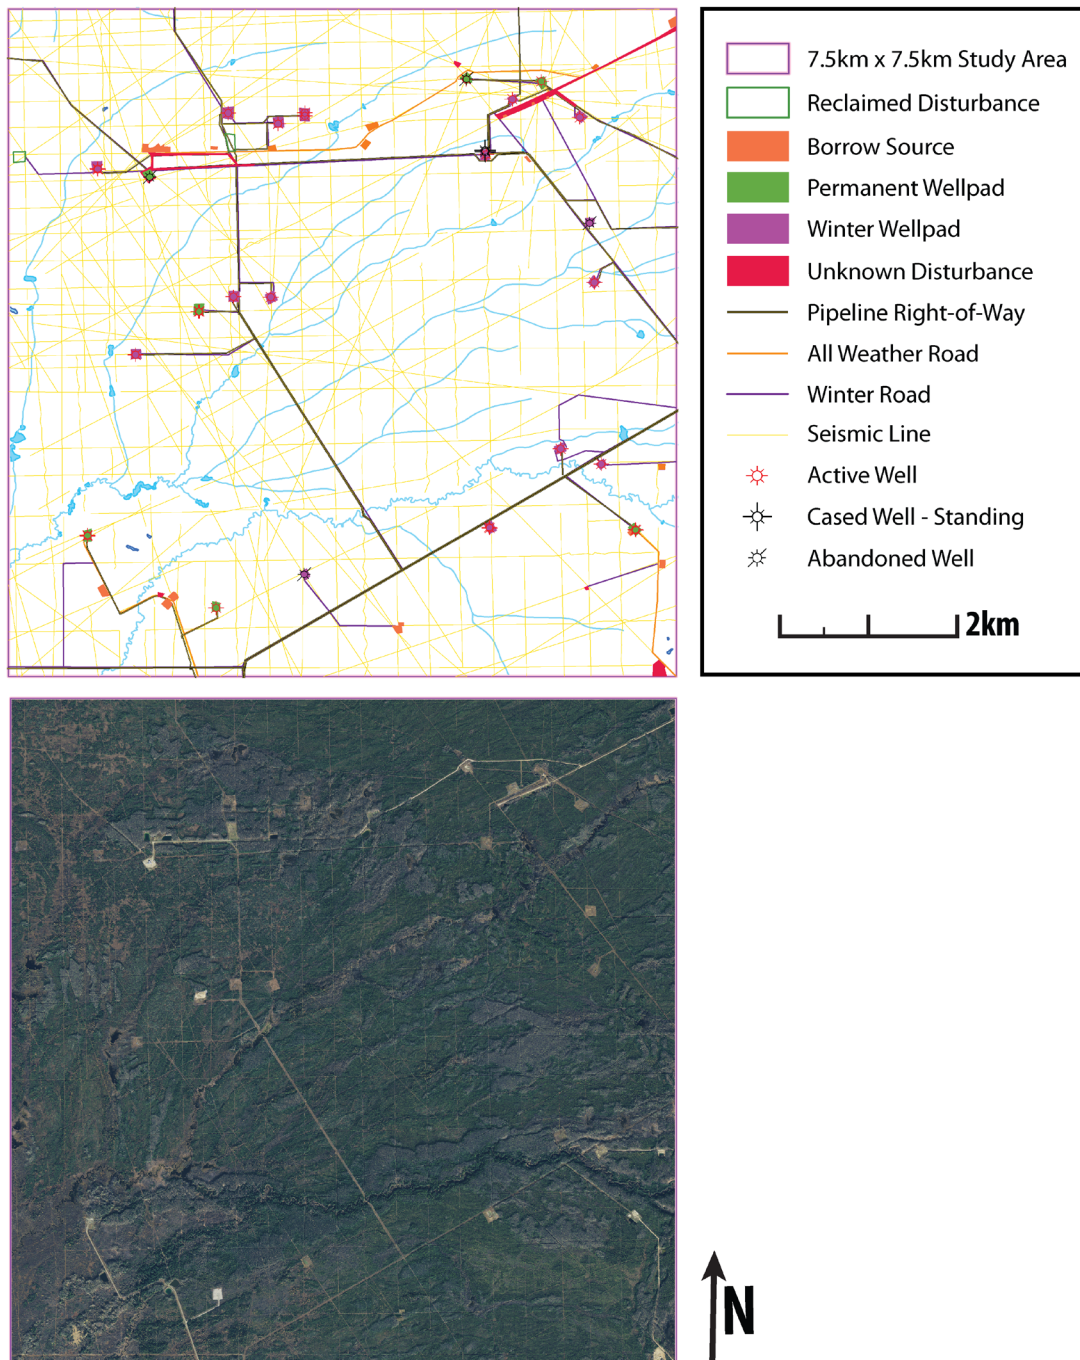 7.5km x 7.5km Study Area
Reclaimed Disturbance
Borrow Source
Permanent Wellpad
Winter Wellpad
Unknown Disturbance
Pipeline Right-of-Way
All Weather Road
Winter Road
Seismic Line
Active Well
Cased Well - Standing
Abandoned Well
2km
N